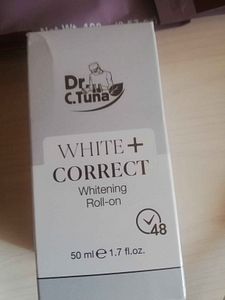 Dr.
C.Tuna
WHITE+
CORRECT
Whitening
Roll-on
48
50 ml e 1.7 fl.oz.